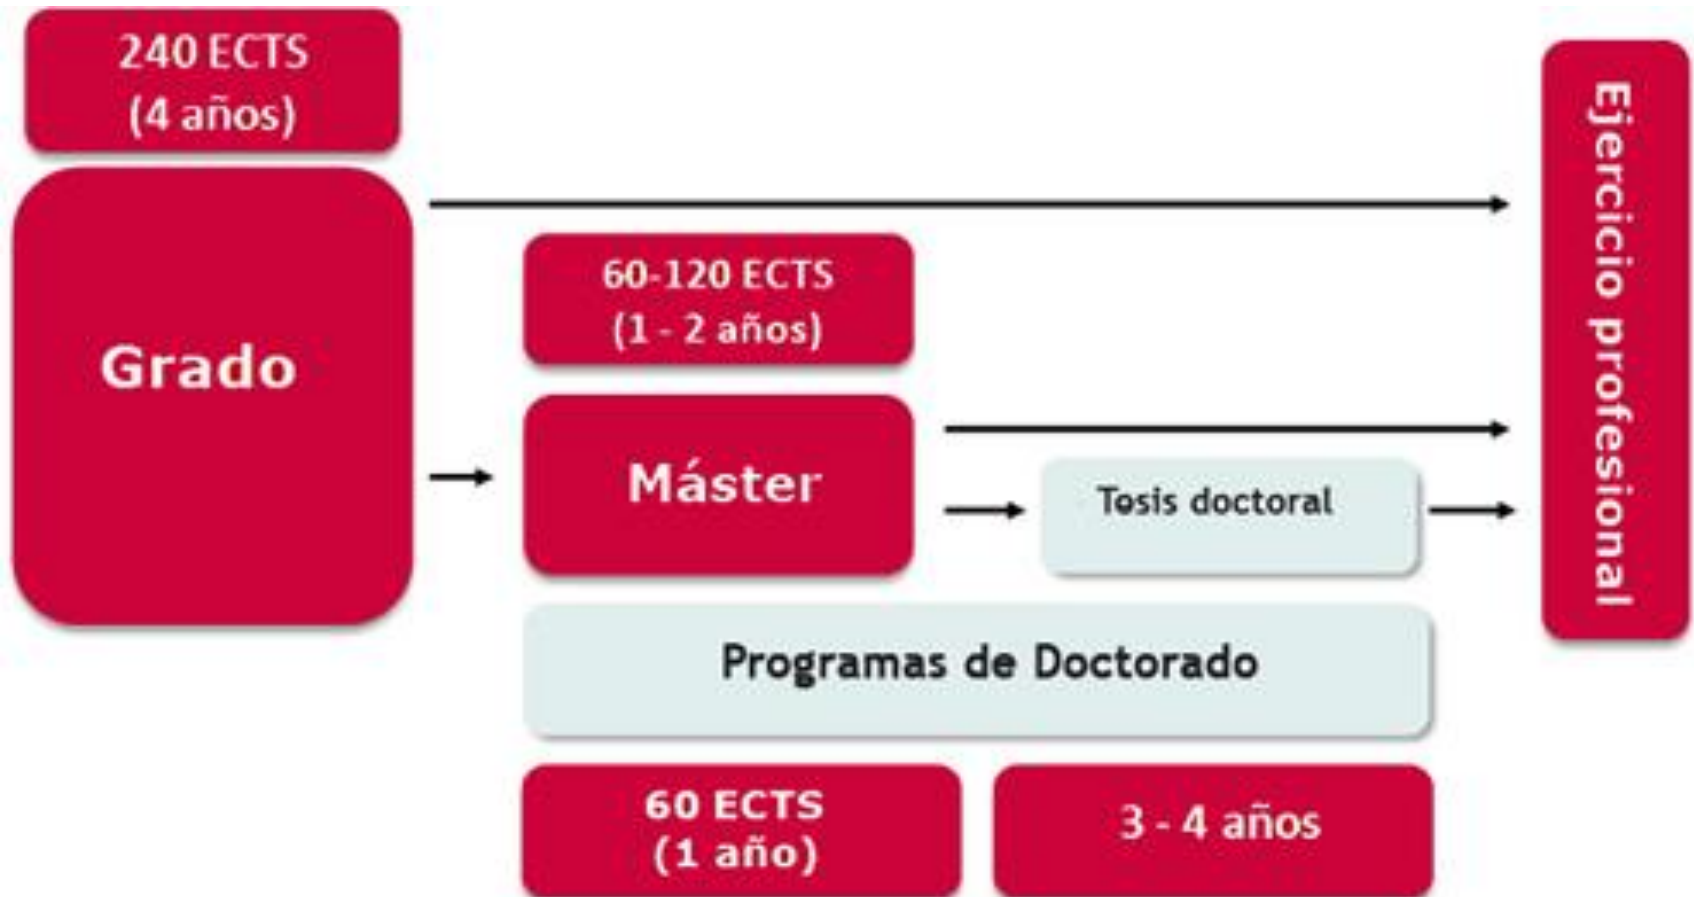 240 ECTS
(4 años)
Grado
60-120 ECTS
(1 - 2 años)
Máster
Tesis doctoral
Programas de Doctorado
60 ECTS
(1 año)
3 - 4 años
Ejercicio profesional